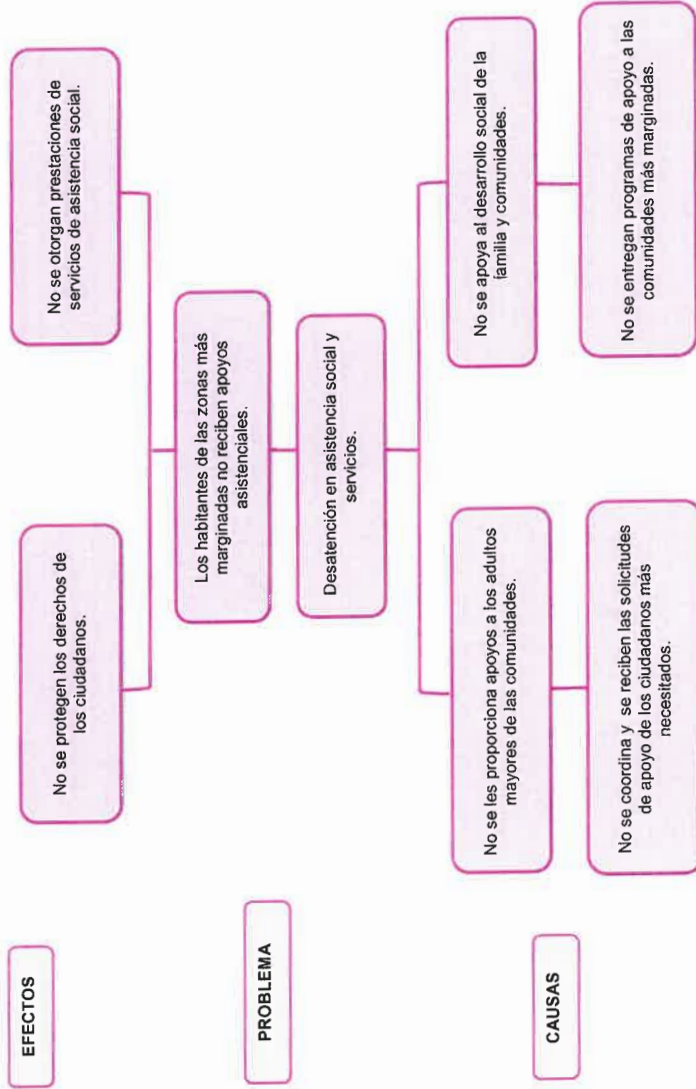 EFECTOS
No se protegen los derechos de
los ciudadanos.
No se otorgan prestaciones de
servicios de asistencia social.
PROBLEMA
Los habitantes de las zonas más
marginadas no reciben apoyos
asistenciales.
Desatención en asistencia social y
servicios.
CAUSAS
No se les proporciona apoyos a los adultos
mayores de las comunidades.
No se apoya al desarrollo social de la
familia y comunidades.
No se coordina y se reciben las solicitudes
de apoyo de los ciudadanos más
necesitados.
No se entregan programas de apoyo a las
comunidades más marginadas.